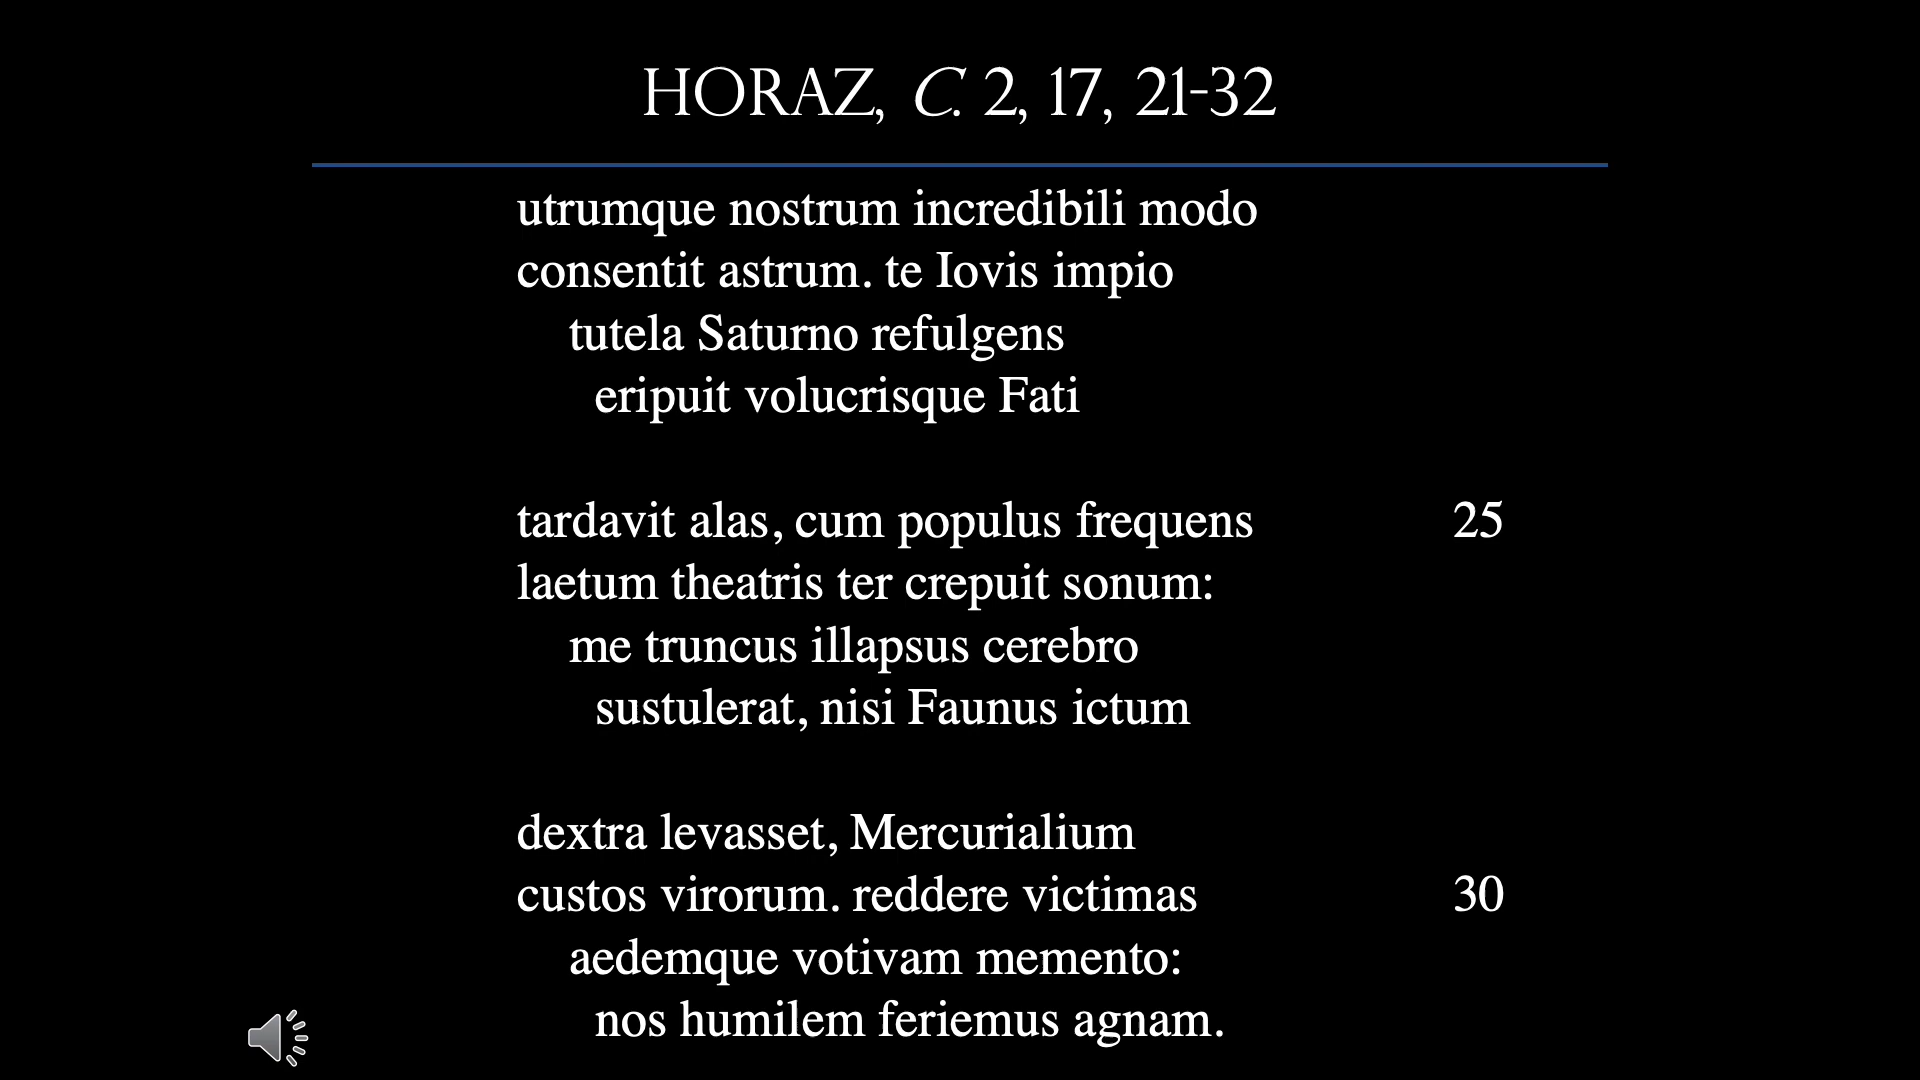 HORAZ, C. 2, 17, 21-32
utrumque nostrum incredibili modo
consentit astrum. te Iovis impio
tutela Saturno refulgens
eripuit volucrisque Fati
tardavit alas, cum populus frequens 25
laetum theatris ter crepuit sonum:
me truncus illapsus cerebro
sustulerat, nisi Faunus ictum
dextra levasset, Mercurialium
custos virorum. reddere victimas 30
aedemque votivam memento:
nos humilem feriemus agnam.